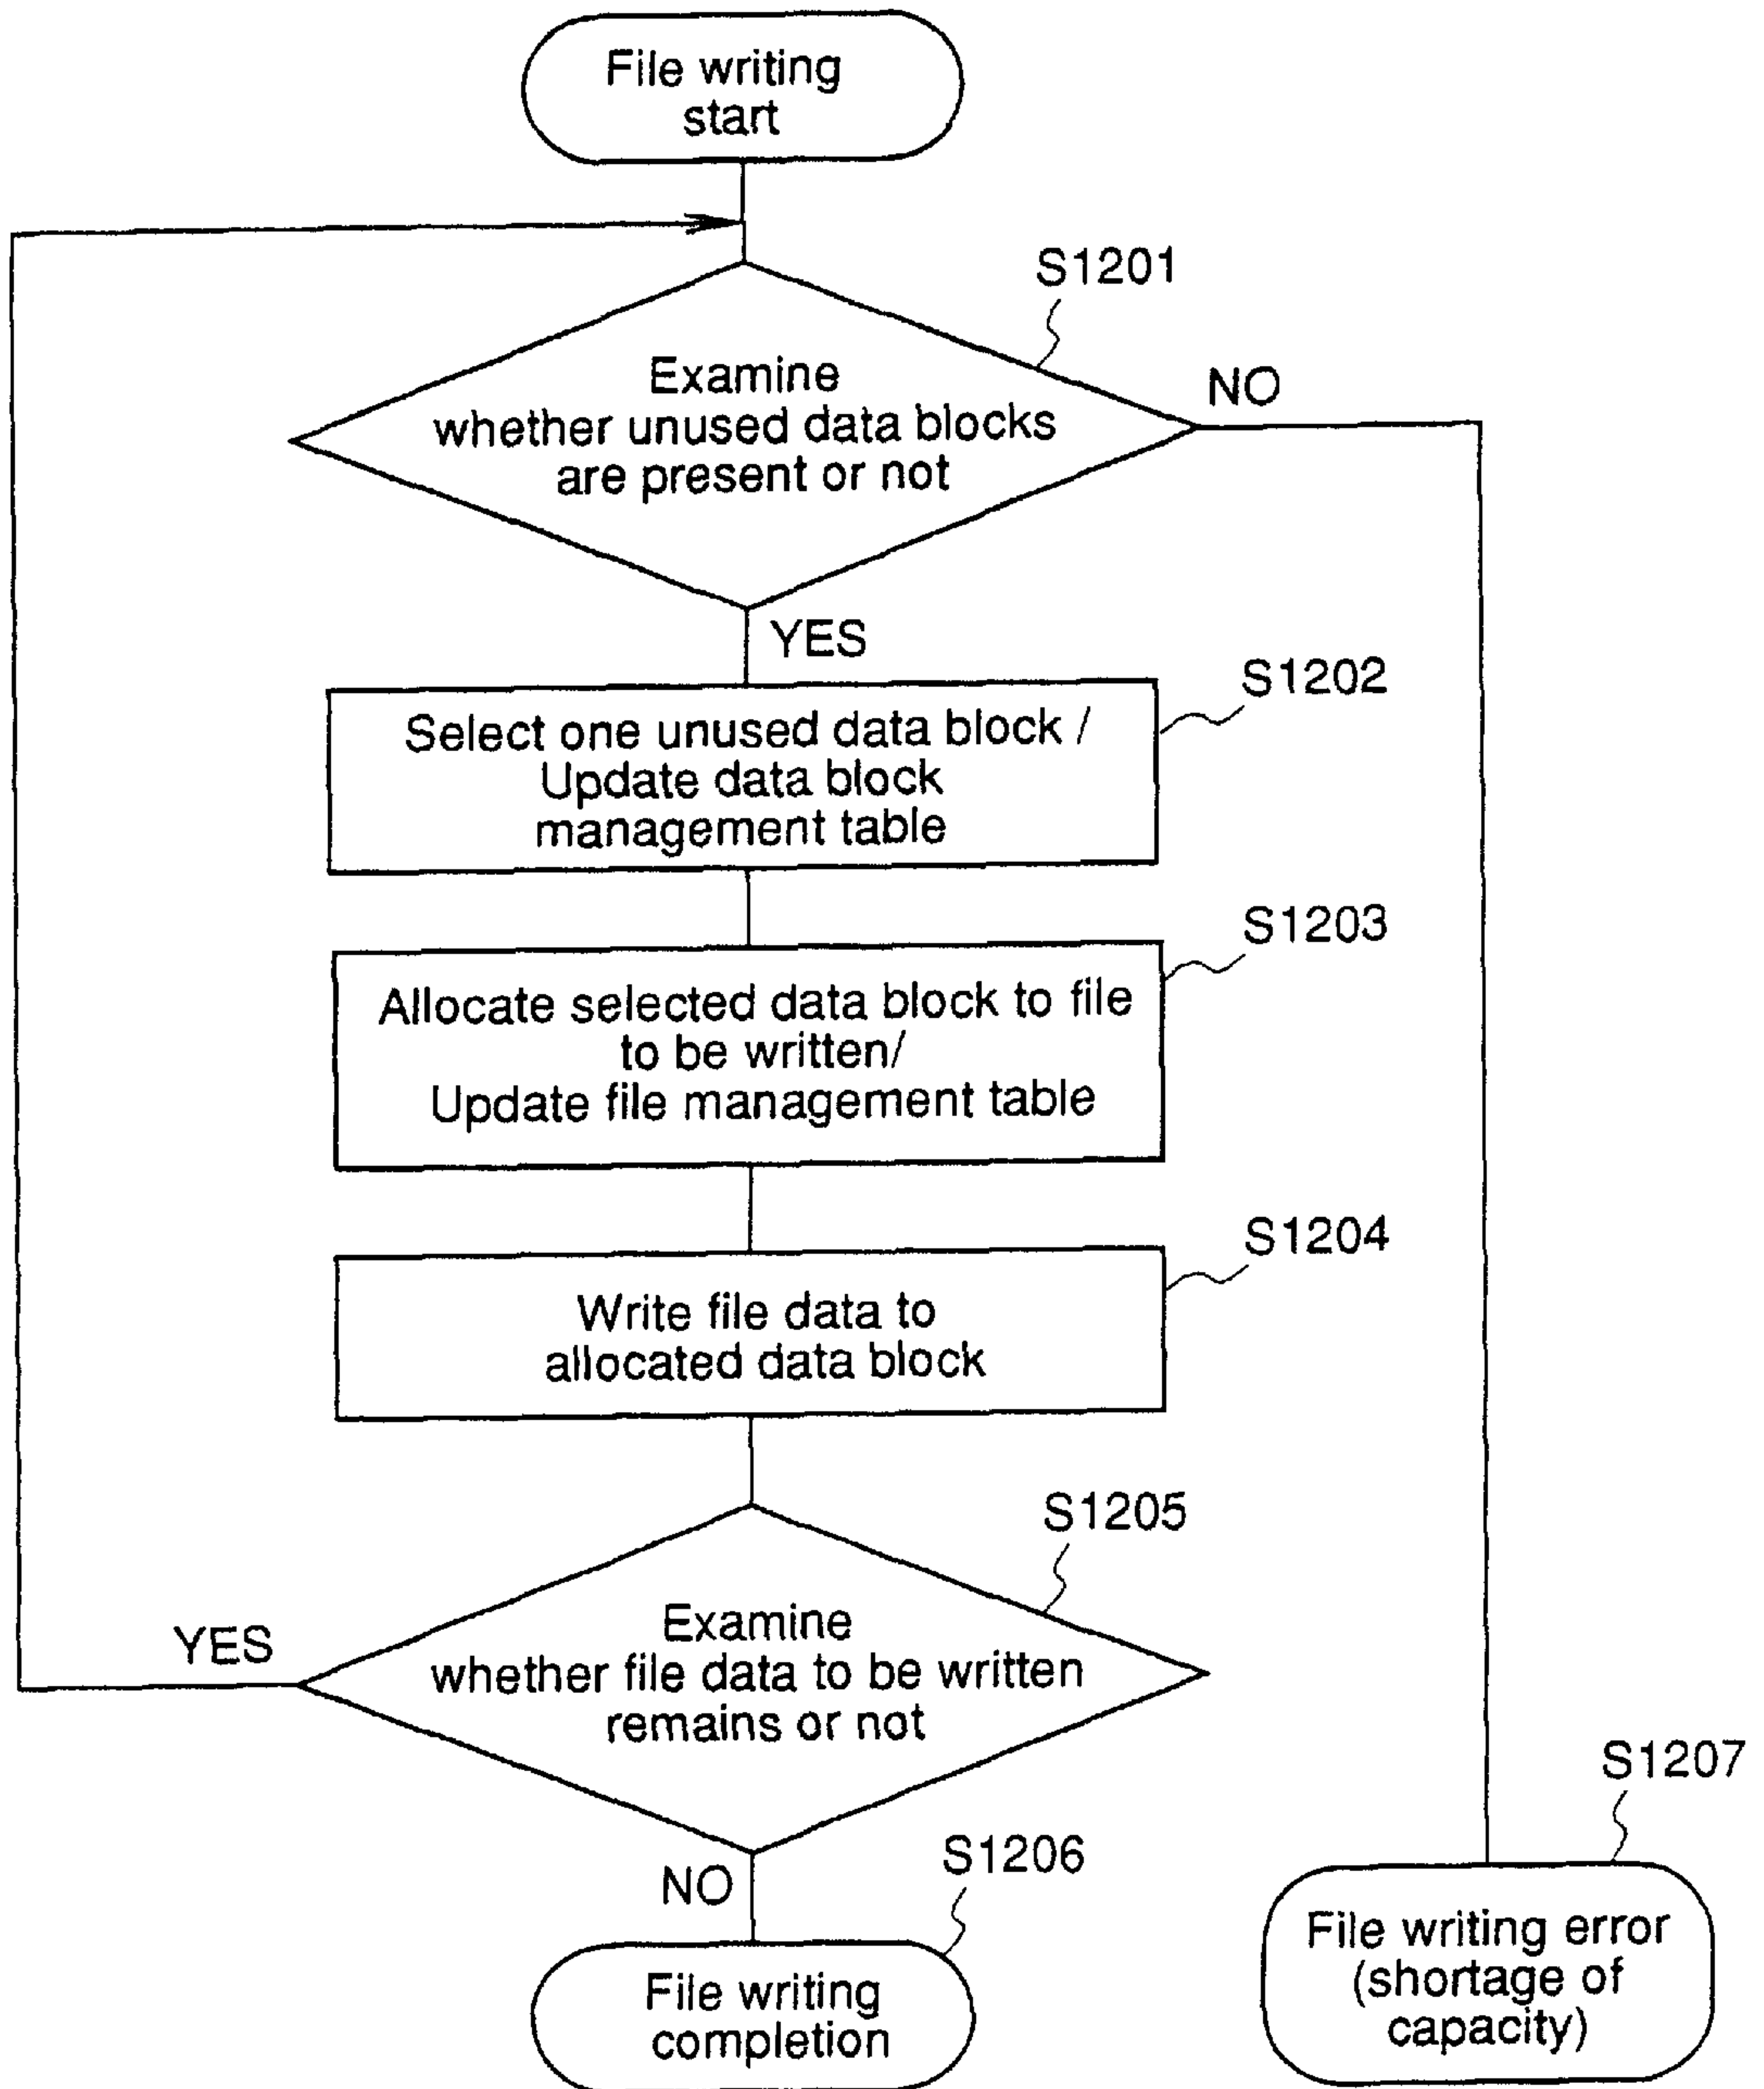 File writing
start
S1201
Examine
whether unused data blocks
are present or not
NO
YES
S1202
Select one unused data block /
Update data block
management table
S1203
Allocate selected data block to file
to be written/
Update file management table
S1204
Write file data to
allocated data block
S1205
Examine
whether file data to be written
remains or not
YES
NO
S1206
File writing
completion
S1207
File writing error
(shortage of
capacity)